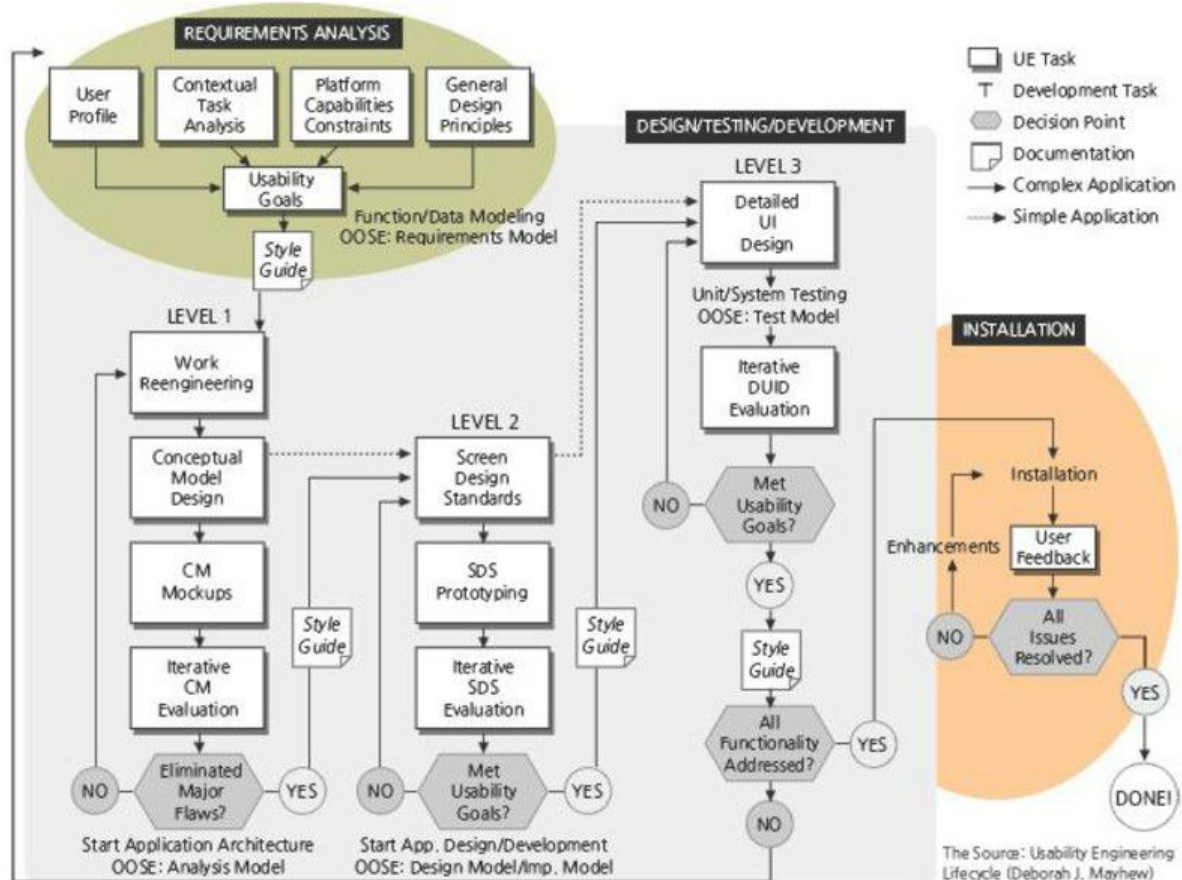 REQUIREMENTS ANALYSIS
User
Profile
Contextual
Task
Analysis
Platform
Capabilities
Constraints
General
Design
Principles
Usability
Goals
Function/Data Modeling
OOSE: Requirements Model
Style
Guide
UE Task
T Development Task
Decision Point
Documentation
Complex Application
Simple Application
DESIGN/TESTING/DEVELOPMENT
LEVEL 1
Work
Reengineering
Conceptual
Model
Design
CM
Mockups
Iterative
CM
Evaluation
Eliminated
Major
Flaws?
NO
YES
Style
Guide
Start Application Architecture
OOSE: Analysis Model
LEVEL 2
Screen
Design
Standards
SDS
Prototyping
Iterative
SDS
Evaluation
Met
Usability
Goals?
NO
YES
Style
Guide
Start App. Design/Development
OOSE: Design Model/Imp. Model
LEVEL 3
Detailed
UI
Design
Unit/System Testing
OOSE: Test Model
Iterative
DUID
Evaluation
Met
Usability
Goals?
NO
YES
Style
Guide
All
Functionality
Addressed?
YES
NO
INSTALLATION
Installation
User
Feedback
Enhancements
All
Issues
Resolved?
NO
YES
DONE!
The Source: Usability Engineering
Lifecycle (Deborah J. Mayhew)